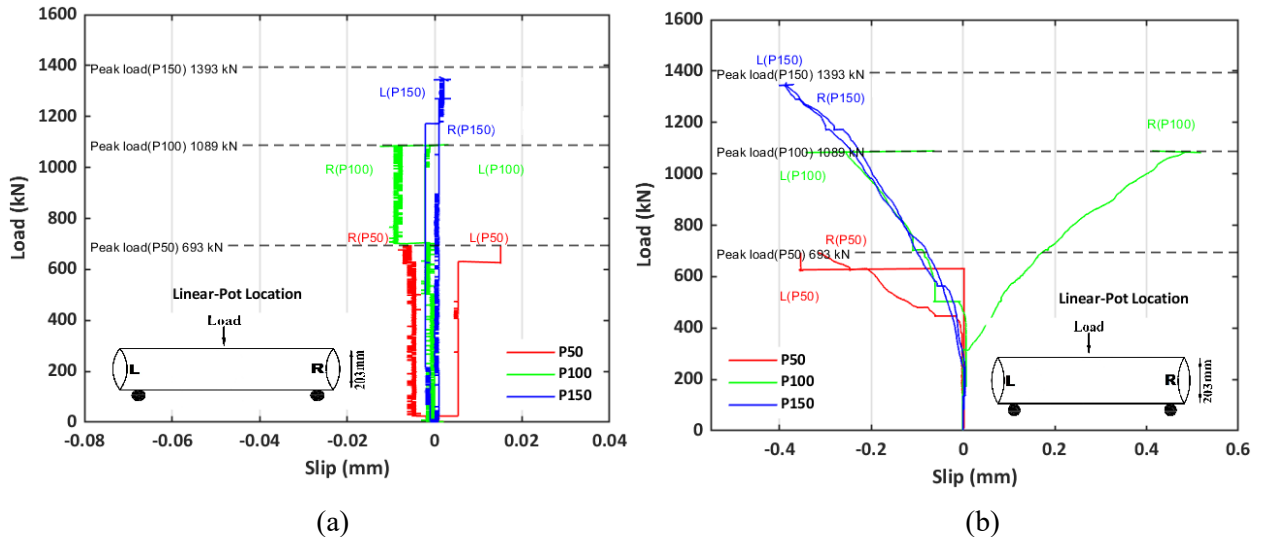 1600
1400
1200
1000
800
600
400
200
0
Load (kN)
Peak load(P150) 1393 kN
L(P150)
R(P150)
Peak load(P100) 1089 kN
R(P100)
L(P100)
R(P50)
L(P50)
Peak load(P50) 693 kN
Linear-Pot Location
Load
L
R
203mm
P50
P100
P150
-0.08
-0.06
-0.04
-0.02
0
0.02
0.04
Slip (mm)
(a)
1600
1400
1200
1000
800
600
400
200
0
Load (kN)
L(P150)
Peak load(P150) 1393 kN
R(P150)
R(P100)
Peak load(P100) 1089 kN
L(P100)
R(P50)
Peak load(P50) 693 kN
L(P50)
Linear-Pot Location
Load
L
R
203mm
P50
P100
P150
-0.4
-0.2
0
0.2
0.4
0.6
Slip (mm)
(b)